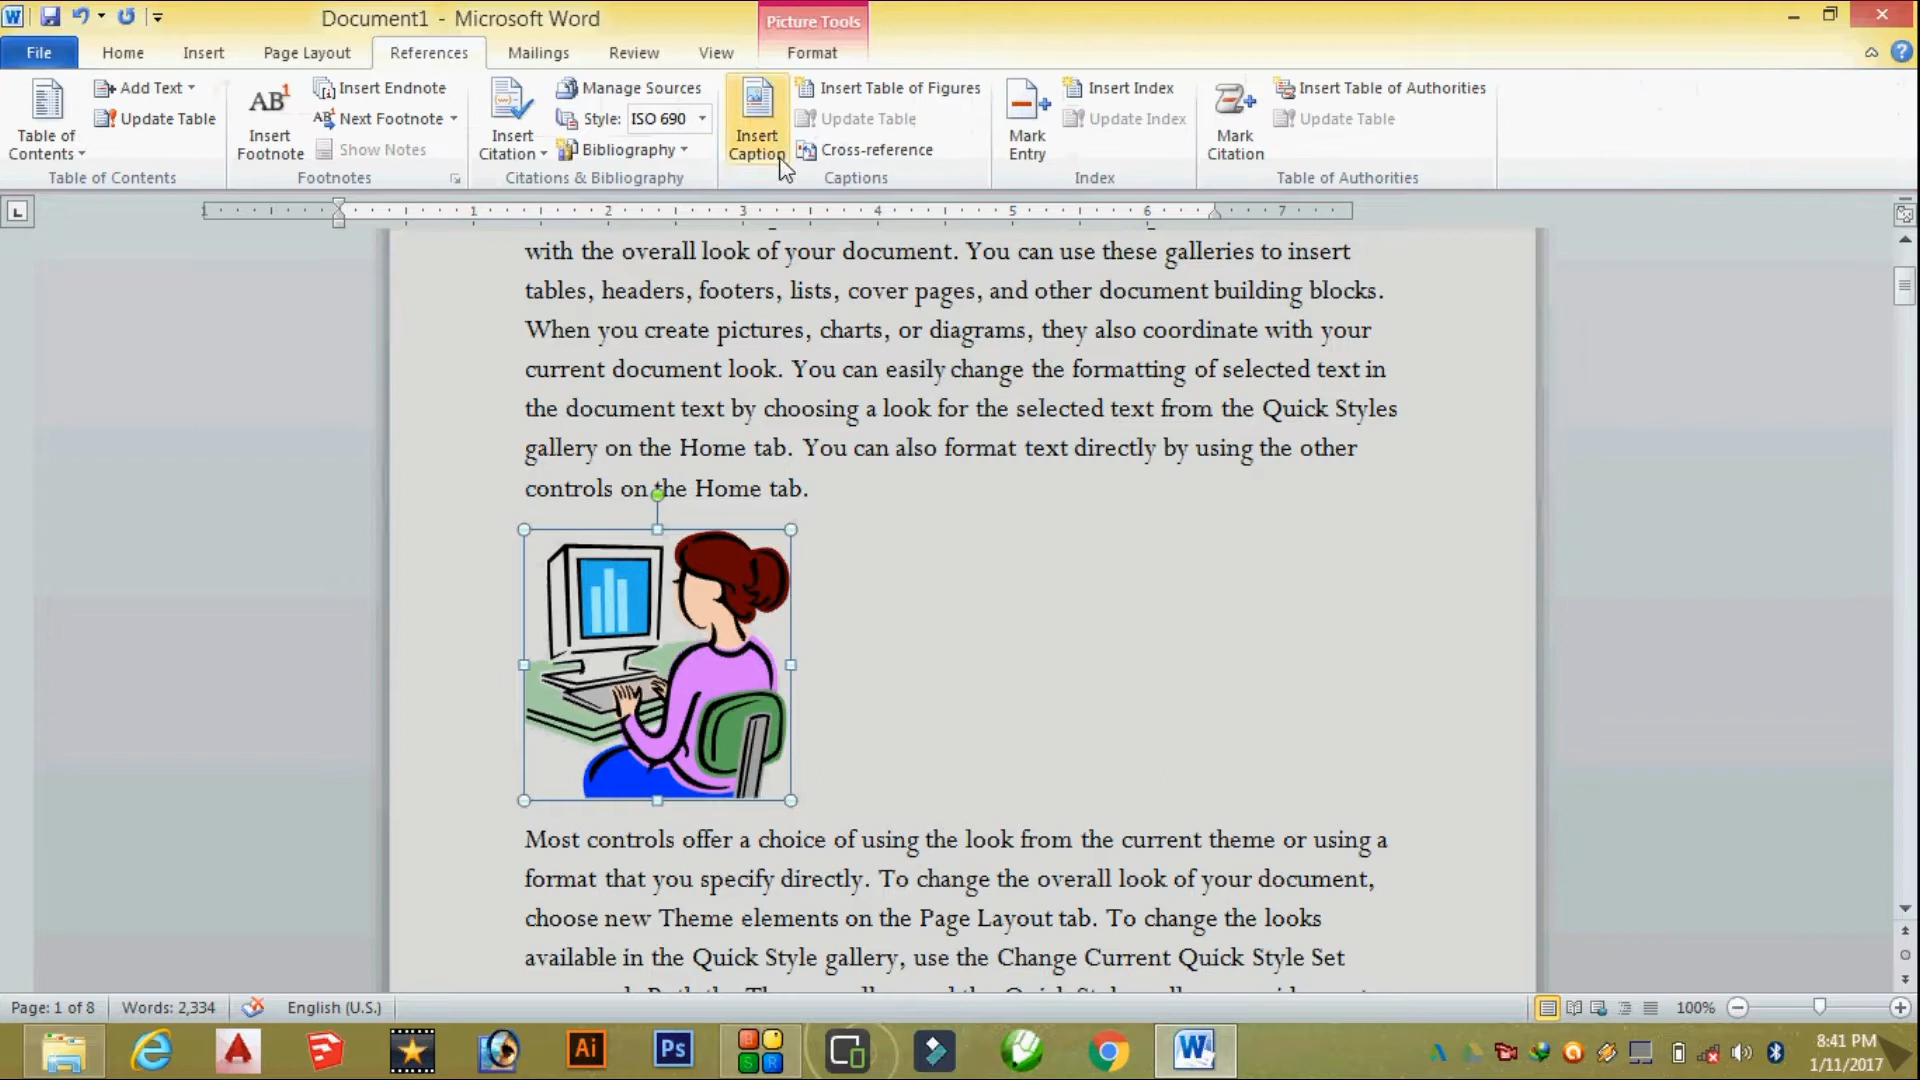 Document1 - Microsoft Word
Picture Tools
File Home Insert Page Layout References Mailings Review View Format
Table of Contents
Add Text
Update Table
Table of Contents
AB1
Insert Footnote
Insert Endnote
Next Footnote
Show Notes
Footnotes
Insert Citation
Manage Sources
Style: ISO 690
Bibliography
Citations & Bibliography
Insert Caption
Insert Table of Figures
Update Table
Cross-reference
Captions
Mark Entry
Insert Index
Update Index
Index
Mark Citation
Insert Table of Authorities
Update Table
Table of Authorities
1 1 2 3 4 5 6 7
with the overall look of your document. You can use these galleries to insert
tables, headers, footers, lists, cover pages, and other document building blocks.
When you create pictures, charts, or diagrams, they also coordinate with your
current document look. You can easily change the formatting of selected text in
the document text by choosing a look for the selected text from the Quick Styles
gallery on the Home tab. You can also format text directly by using the other
controls on the Home tab.
Most controls offer a choice of using the look from the current theme or using a
format that you specify directly. To change the overall look of your document,
choose new Theme elements on the Page Layout tab. To change the looks
available in the Quick Style gallery, use the Change Current Quick Style Set
Page: 1 of 8 Words: 2,334 English (U.S.) 100%
Ai Ps
8:41 PM
1/11/2017